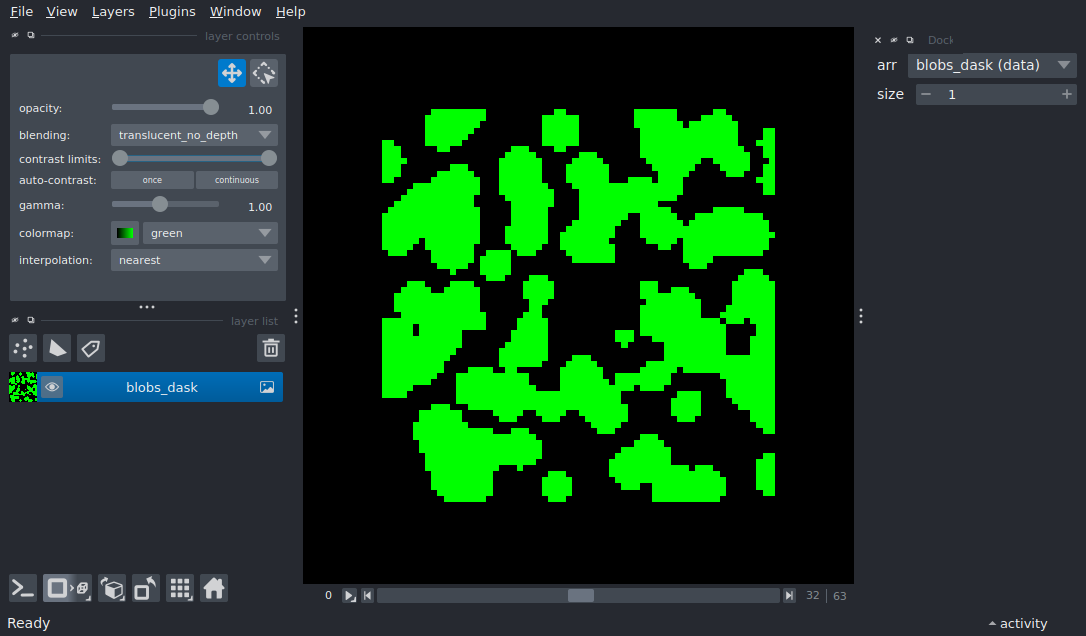 File View Layers Plugins Window Help
layer controls
opacity: 1.00
blending: translucent_no_depth
contrast limits:
auto-contrast: once continuous
gamma: 1.00
colormap: green
interpolation: nearest
layer list
blobs_dask
Ready
0 32 | 63
Dock
arr blobs_dask (data)
size 1
activity